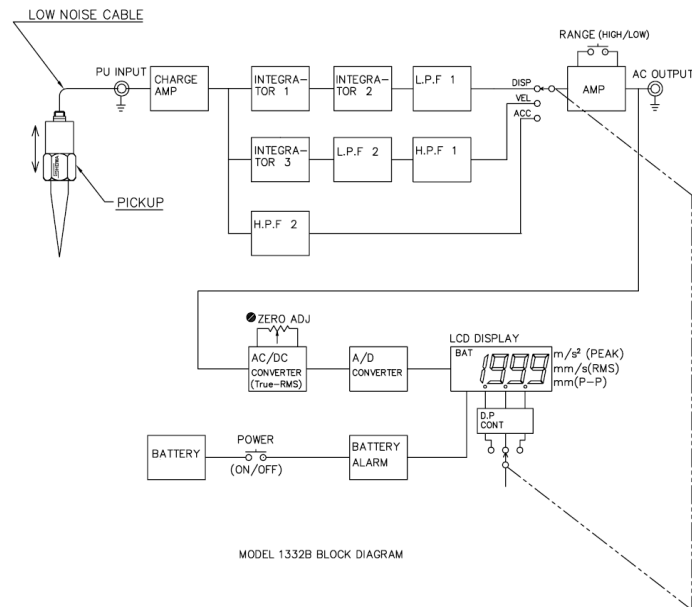 LOW NOISE CABLE
PU INPUT
CHARGE
AMP
INTEGRA-
TOR 1
INTEGRA-
TOR 2
L.P.F 1
DISP
VEL
ACC
RANGE (HIGH/LOW)
AMP
AC OUTPUT
INTEGRA-
TOR 3
L.P.F 2
H.P.F 1
PICKUP
H.P.F 2
ZERO ADJ
AC/DC
CONVERTER
(True-RMS)
A/D
CONVERTER
LCD DISPLAY
BAT
1999
m/s² (PEAK)
mm/s(RMS)
mm(P-P)
D.P
CONT
BATTERY
POWER
(ON/OFF)
BATTERY
ALARM
MODEL 1332B BLOCK DIAGRAM